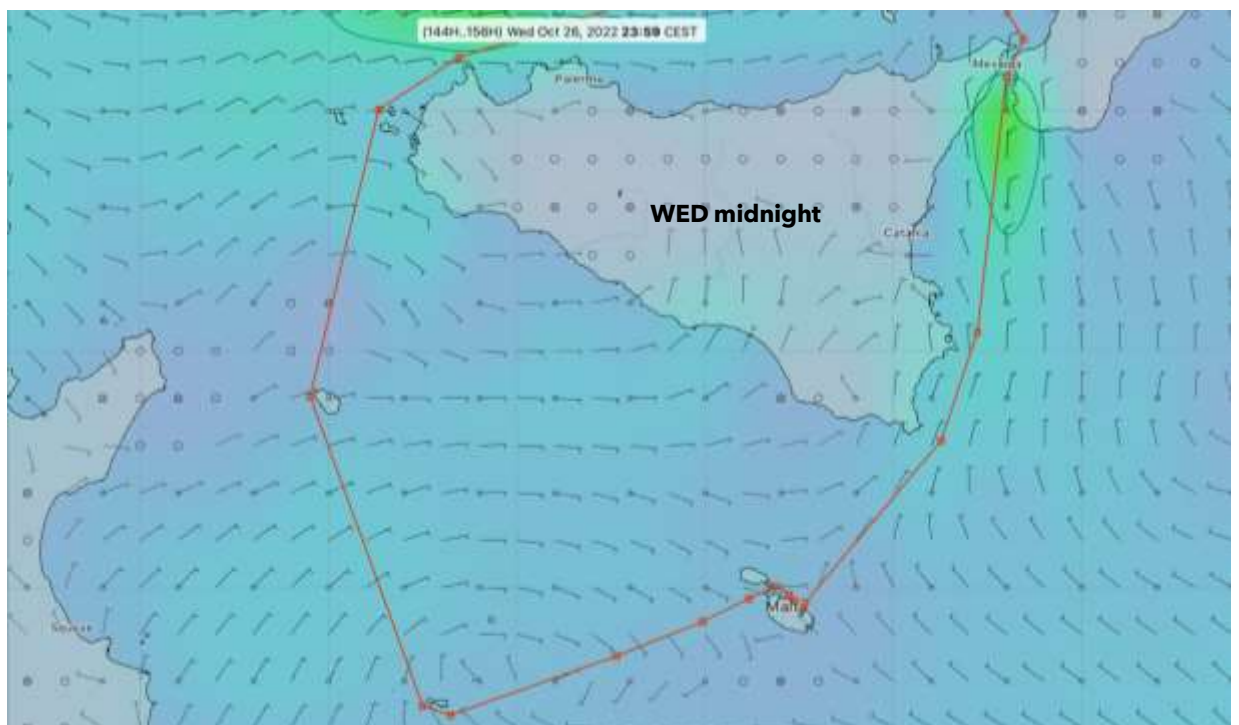 (144H..156H) Wed Oct 26, 2022 23:59 CEST
Messina
Palermo
WED midnight
Catania
Malta